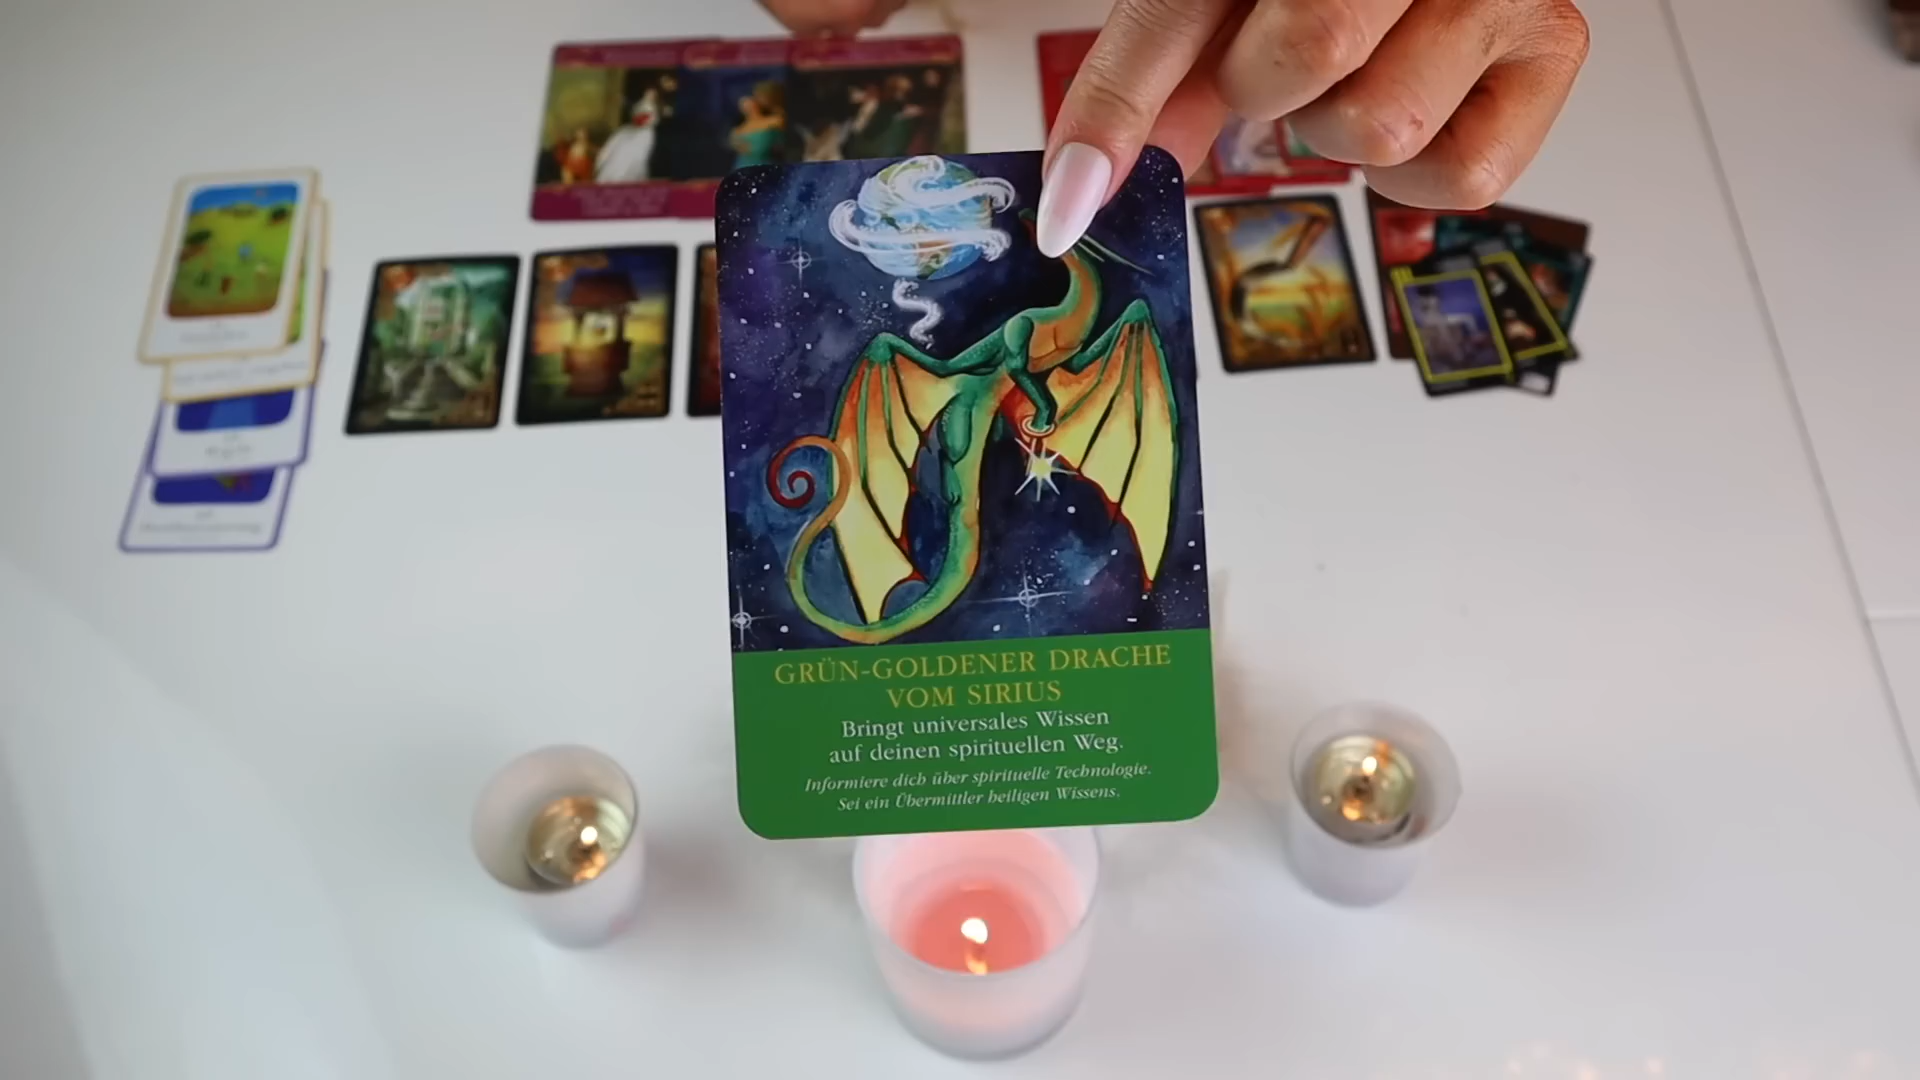 GRÜN-GOLDENER DRACHE
VOM SIRIUS
Bringt universales Wissen
auf deinen spirituellen Weg.
Informiere dich über spirituelle Technologie.
Sei ein Übermittler heiligen Wissens.